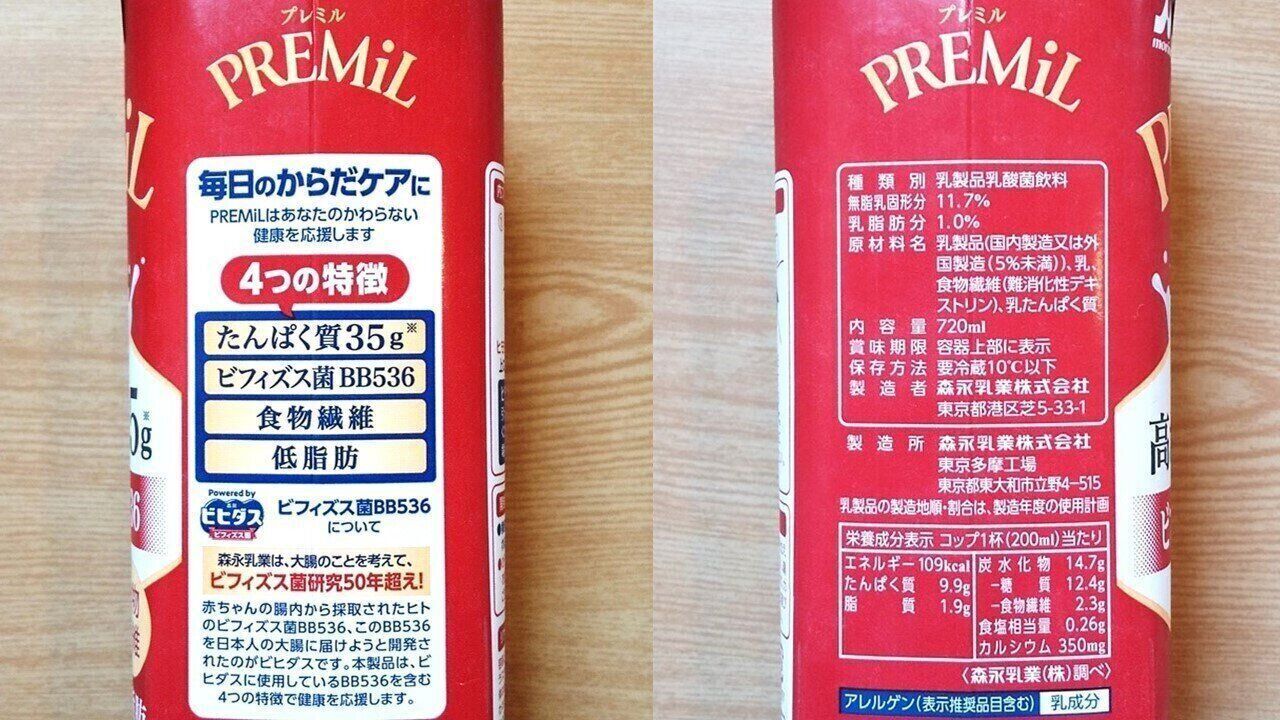 プレミル
PREMiL
毎日のからだケアに
PREMiLはあなたのかわらない
健康を応援します
4つの特徴
たんぱく質35g※
ビフィズス菌BB536
食物繊維
低脂肪
Powered by
ビヒダス
ビフィズス菌
ビフィズス菌BB536
について
森永乳業は、大腸のことを考えて、
ビフィズス菌研究50年超え!
赤ちゃんの腸内から採取されたヒト
のビフィズス菌BB536、このBB536
を日本人の大腸に届けようと開発さ
れたのがビヒダスです。本製品は、ビ
ヒダスに使用しているBB536を含む
4つの特徴で健康を応援します。
プレミル
PREMiL
種類別 乳製品乳酸菌飲料
無脂乳固形分 11.7%
乳脂肪分 1.0%
原材料名 乳製品(国内製造又は外
国製造(5%未満))、乳、
食物繊維(難消化性デキ
ストリン)、乳たんぱく質
内容量 720ml
賞味期限 容器上部に表示
保存方法 要冷蔵10℃以下
製造者 森永乳業株式会社
東京都港区芝5-33-1
製造所 森永乳業株式会社
東京多摩工場
東京都東大和市立野4-515
乳製品の製造地順・割合は、製造年度の使用計画
栄養成分表示 コップ1杯(200ml)当たり
エネルギー 109kcal 炭水化物 14.7g
たんぱく質 9.9g −糖質 12.4g
脂質 1.9g −食物繊維 2.3g
食塩相当量 0.26g
カルシウム 350mg
〈森永乳業(株)調べ〉
アレルゲン(表示推奨品目含む) 乳成分